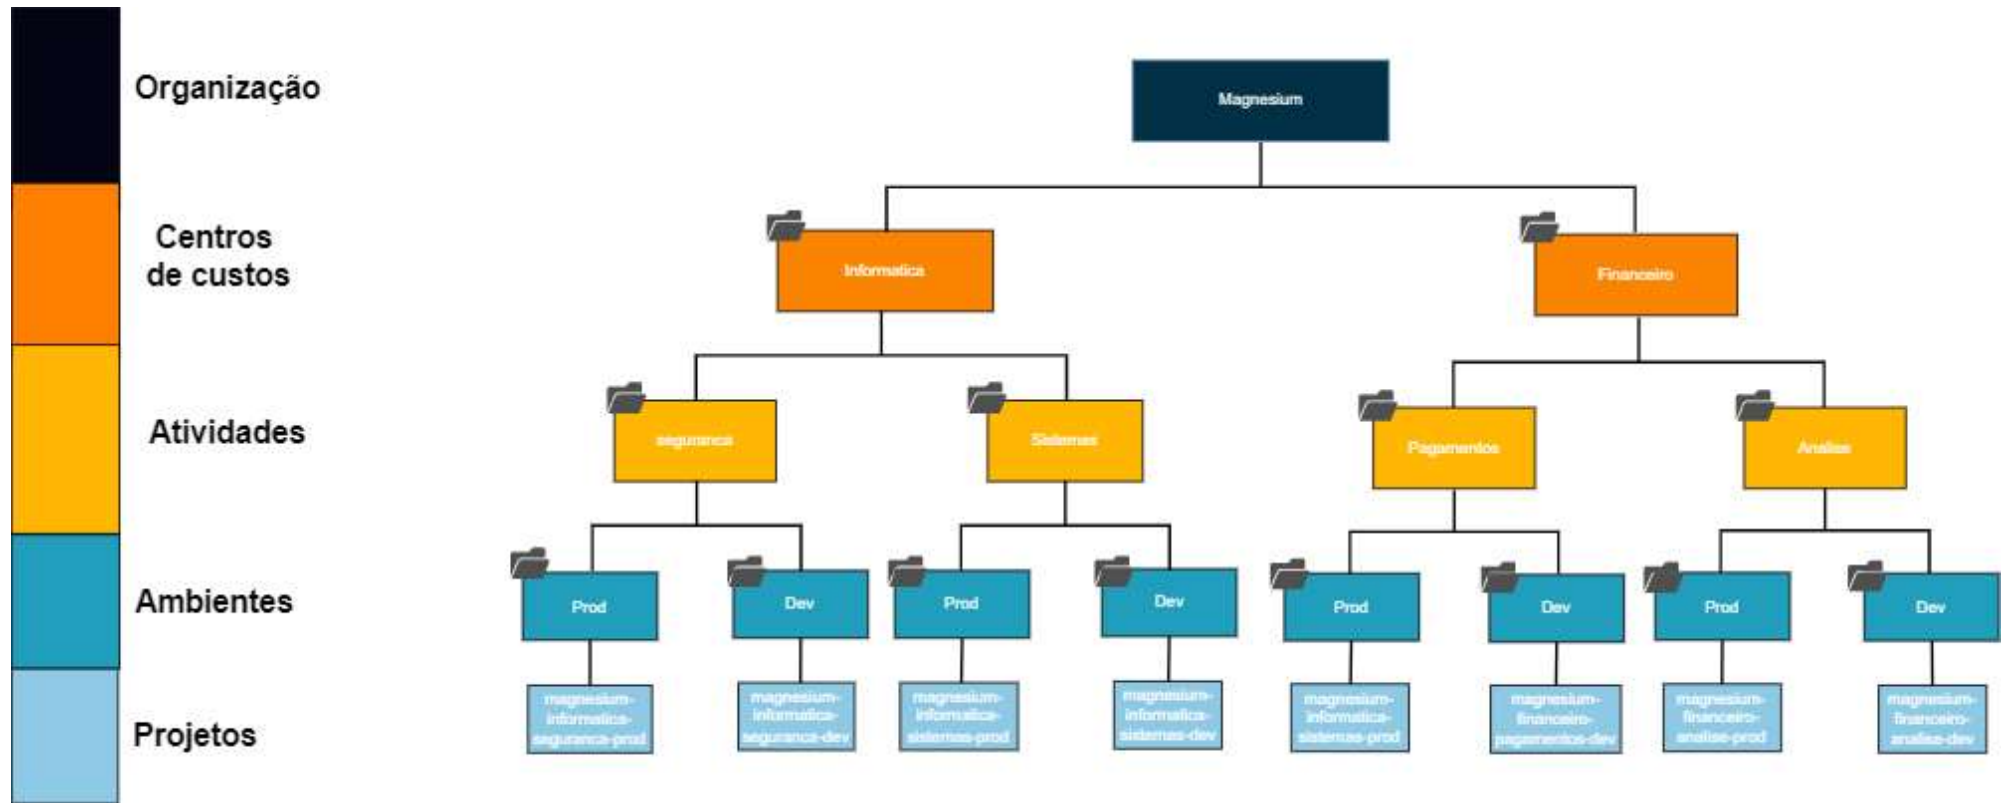 Organização
Magnesium
Centros
de custos
Informatica
Financeiro
Atividades
seguranca
Sistemas
Pagamentos
Analise
Ambientes
Prod
Dev
Prod
Dev
Prod
Dev
Prod
Dev
Projetos
magnesium-
informatica-
seguranca-prod
magnesium-
informatica-
seguranca-dev
magnesium-
informatica-
sistemas-prod
magnesium-
informatica-
sistemas-dev
magnesium-
informatica-
sistemas-prod
magnesium-
financeiro-
pagamentos-dev
magnesium-
financeiro-
analise-prod
magnesium-
financeiro-
analise-dev